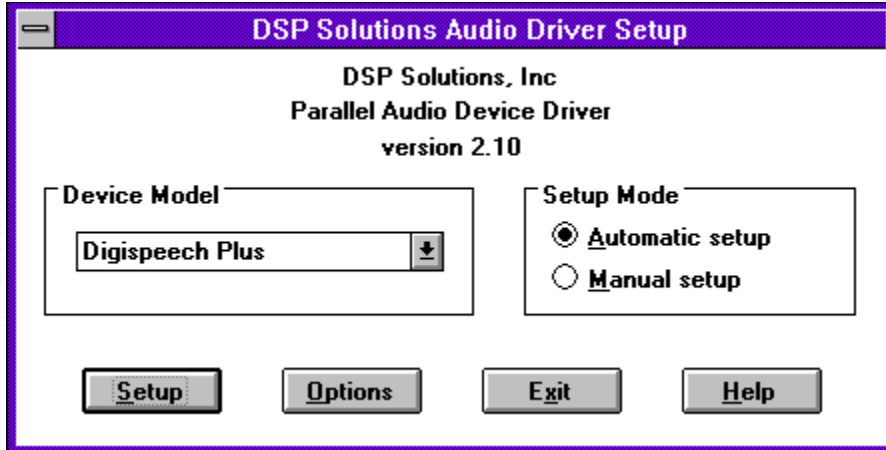 DSP Solutions Audio Driver Setup
DSP Solutions, Inc
Parallel Audio Device Driver
version 2.10
Device Model
Digispeech Plus
Setup Mode
Automatic setup
Manual setup
Setup Options Exit Help